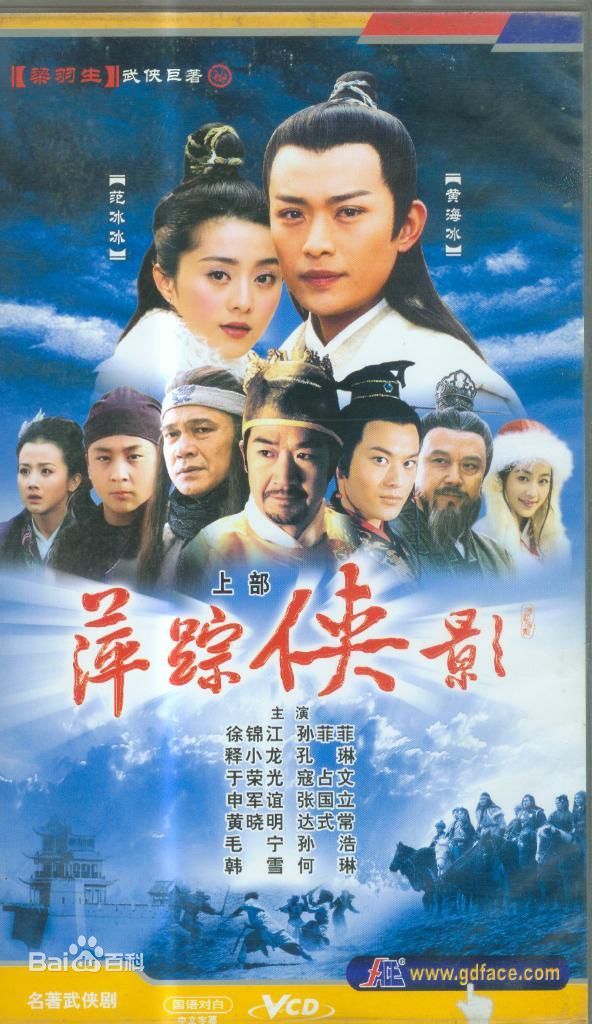 【梁羽生】武侠巨著
【范冰冰】
【黄海冰】
上部
萍踪侠影
主演
徐锦江 孙菲菲
释小龙 孔琳
于荣光 寇占文
申军谊 张国立
黄晓明 达式常
毛宁 孙浩
韩雪 何琳
Baidu百科
FACE® www.gdface.com
名著武侠剧
国语对白
中文字幕
VCD